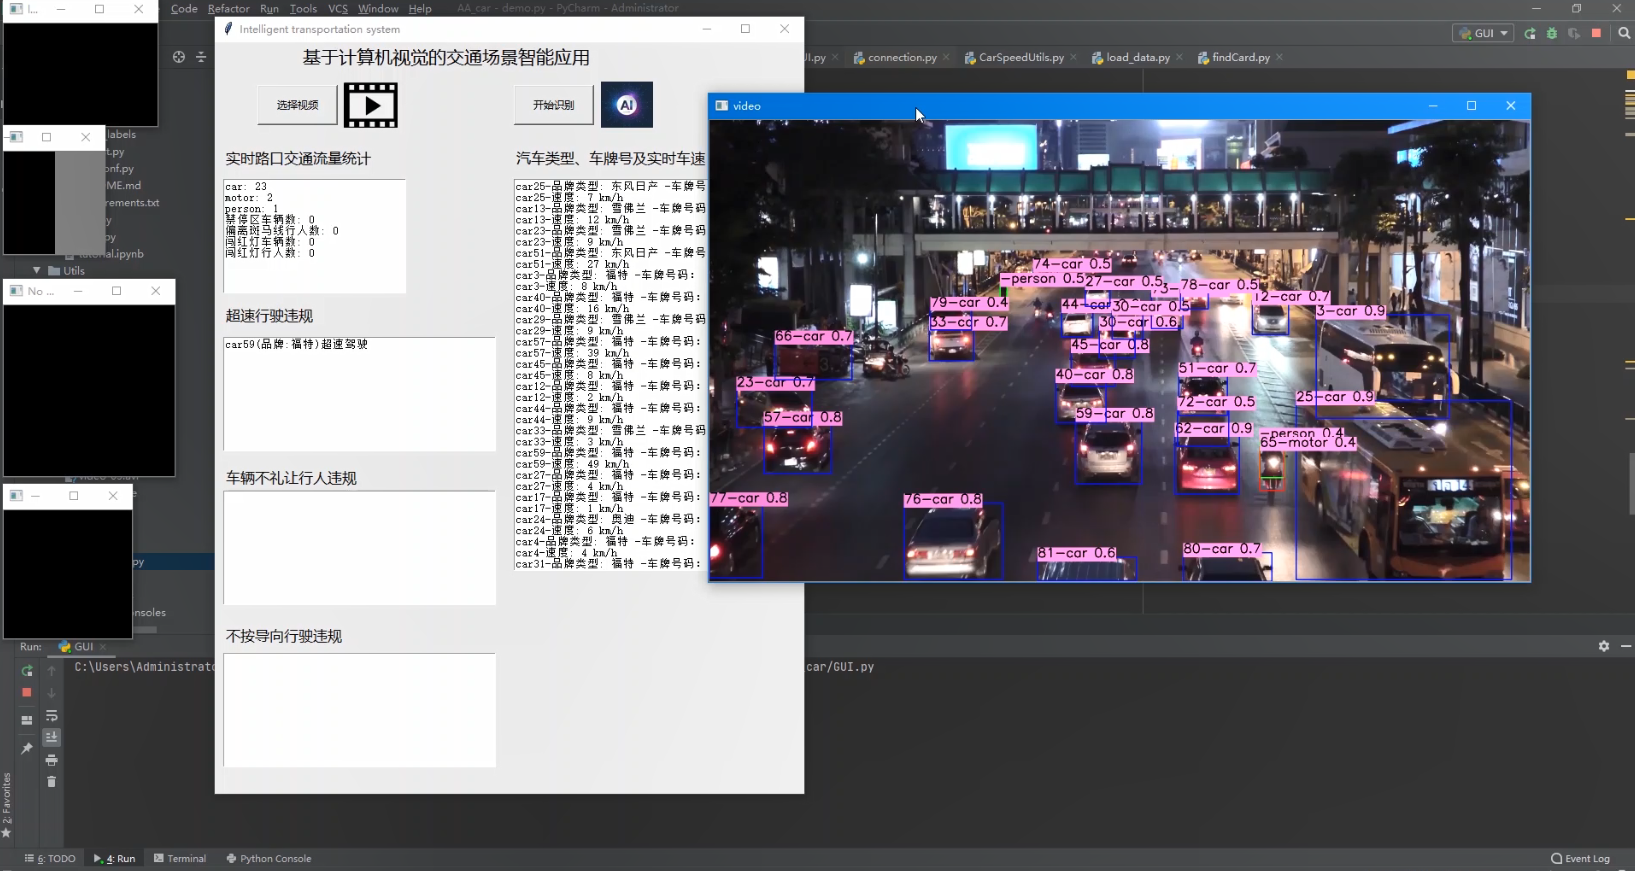 I...
Code Refactor Run Tools VCS Window Help
AA_car - demo.py - PyCharm - Administrator
GUI
connection.py
CarSpeedUtils.py
load_data.py
findCard.py
Intelligent transportation system
基于计算机视觉的交通场景智能应用
选择视频
开始识别
AI
实时路口交通流量统计
car: 23
motor: 2
person: 1
禁停区车辆数: 0
偏离斑马线行人数: 0
闯红灯车辆数: 0
闯红灯行人数: 0
超速行驶违规
car59(品牌:福特)超速驾驶
车辆不礼让行人违规
不按导向行驶违规
汽车类型、车牌号及实时车速
car25-品牌类型: 东风日产 -车牌号
car25-速度: 7 km/h
car13-品牌类型: 雪佛兰 -车牌号码
car13-速度: 12 km/h
car23-品牌类型: 雪佛兰 -车牌号码
car23-速度: 9 km/h
car51-品牌类型: 东风日产 -车牌号
car51-速度: 27 km/h
car3-品牌类型: 福特 -车牌号码:
car3-速度: 8 km/h
car40-品牌类型: 福特 -车牌号码:
car40-速度: 16 km/h
car29-品牌类型: 雪佛兰 -车牌号码
car29-速度: 9 km/h
car57-品牌类型: 福特 -车牌号码:
car57-速度: 39 km/h
car45-品牌类型: 福特 -车牌号码:
car45-速度: 8 km/h
car12-品牌类型: 福特 -车牌号码:
car12-速度: 2 km/h
car44-品牌类型: 福特 -车牌号码:
car44-速度: 9 km/h
car33-品牌类型: 雪佛兰 -车牌号码
car33-速度: 3 km/h
car59-品牌类型: 福特 -车牌号码:
car59-速度: 49 km/h
car27-品牌类型: 福特 -车牌号码:
car27-速度: 4 km/h
car17-品牌类型: 福特 -车牌号码:
car17-速度: 1 km/h
car24-品牌类型: 奥迪 -车牌号码:
car24-速度: 6 km/h
car4-品牌类型: 福特 -车牌号码:
car4-速度: 4 km/h
car31-品牌类型: 福特 -车牌号码:
video
74-car 0.5
-person 0.5
27-car 0.5
78-car 0.5
12-car 0.7
79-car 0.4
30-car 0.5
3-car 0.9
33-car 0.7
30-car 0.6
66-car 0.7
45-car 0.8
23-car 0.7
40-car 0.8
51-car 0.7
25-car 0.9
57-car 0.8
59-car 0.8
72-car 0.5
62-car 0.9
-person 0.4
65-motor 0.4
77-car 0.8
76-car 0.8
81-car 0.6
80-car 0.7
labels
t.py
onf.py
ME.md
rements.txt
tutorial.ipynb
Utils
No ...
onsoles
Run: GUI
C:\Users\Administrato
car/GUI.py
2: Favorites
6: TODO
4: Run
Terminal
Python Console
Event Log